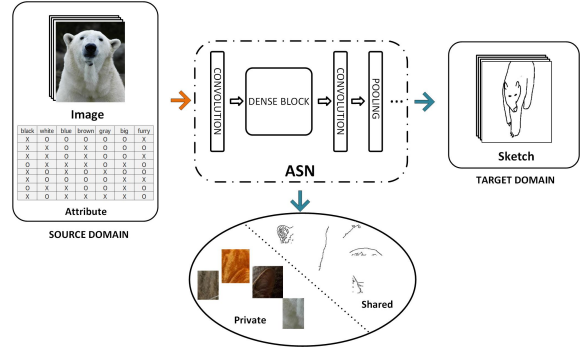 Image
black white blue brown gray big furry
X O O O O O X
O O O X O O O
X O O X O O X
O X X O X O O
X O O O O X O
O X O O O X X
O X O X O X O
X O X O O X O
Attribute
SOURCE DOMAIN
CONVOLUTION
DENSE BLOCK
CONVOLUTION
POOLING
...
ASN
Sketch
TARGET DOMAIN
Private
Shared